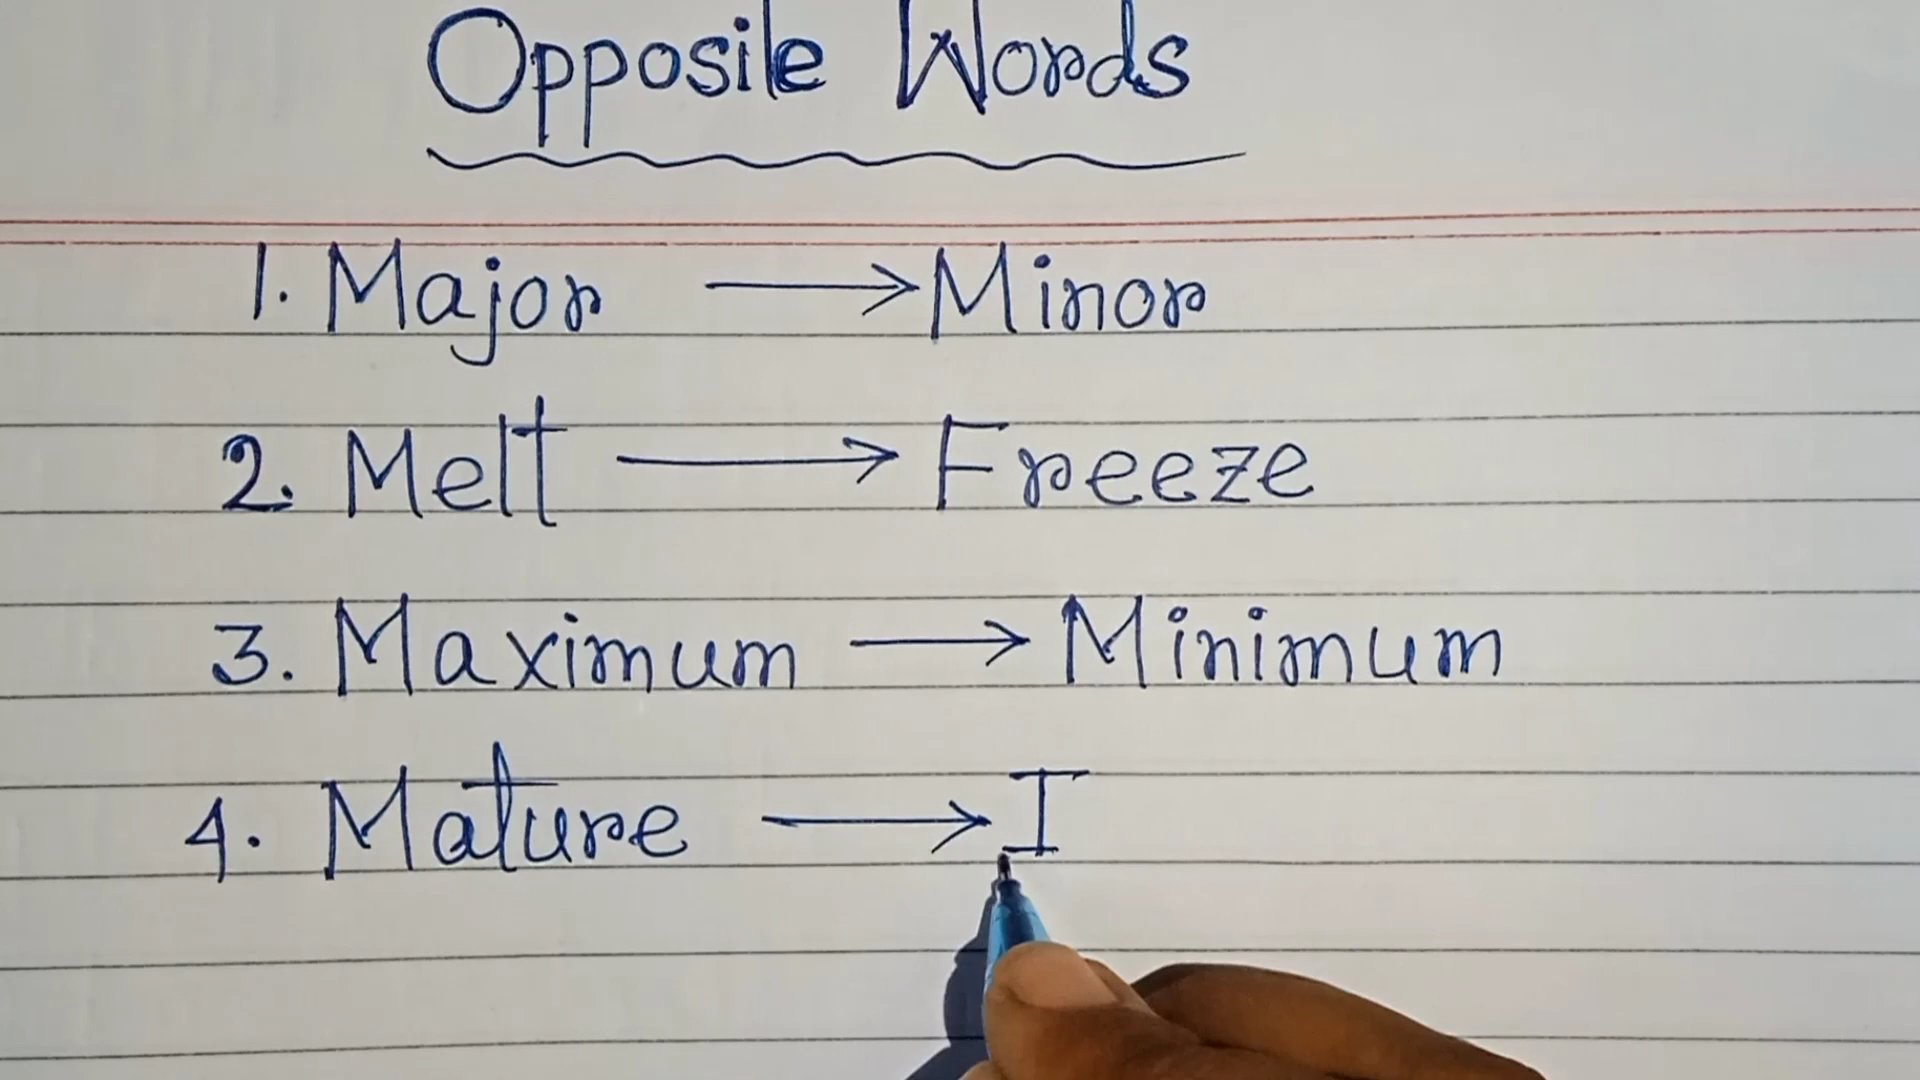 Opposite Words
1. Major → Minor
2. Melt → Freeze
3. Maximum → Minimum
4. Mature → I